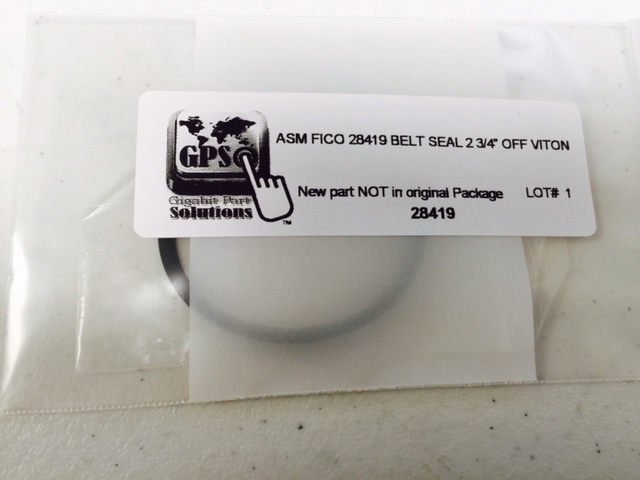 GPS
Gigabit Part
Solutions
TM
ASM FICO 28419 BELT SEAL 2 3/4" OFF VITON
New part NOT in original Package LOT# 1
28419